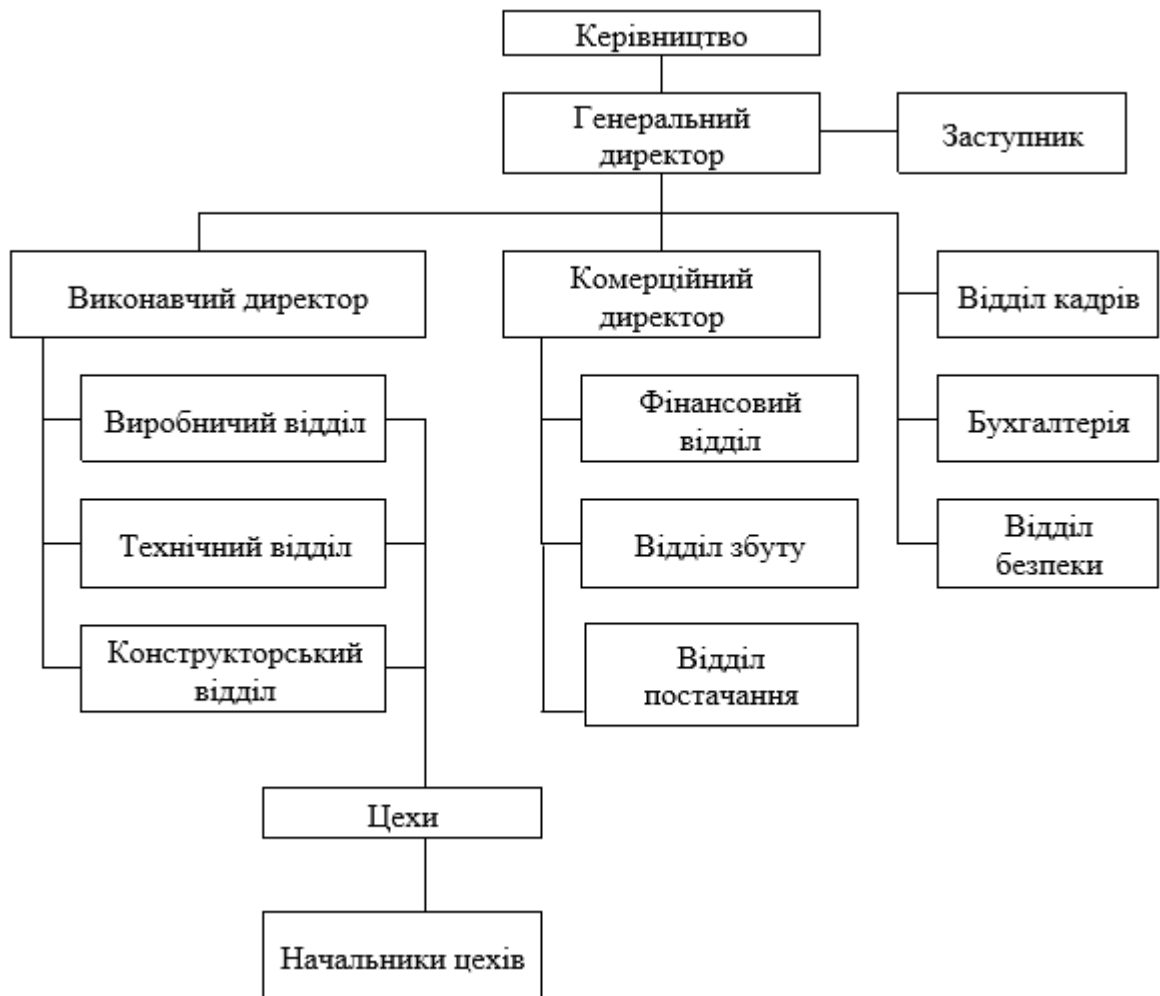 Керівництво
Генеральний
директор
Заступник
Виконавчий директор
Комерційний
директор
Відділ кадрів
Виробничий відділ
Фінансовий
відділ
Бухгалтерія
Технічний відділ
Відділ збуту
Відділ
безпеки
Конструкторський
відділ
Відділ
постачання
Цехи
Начальники цехів